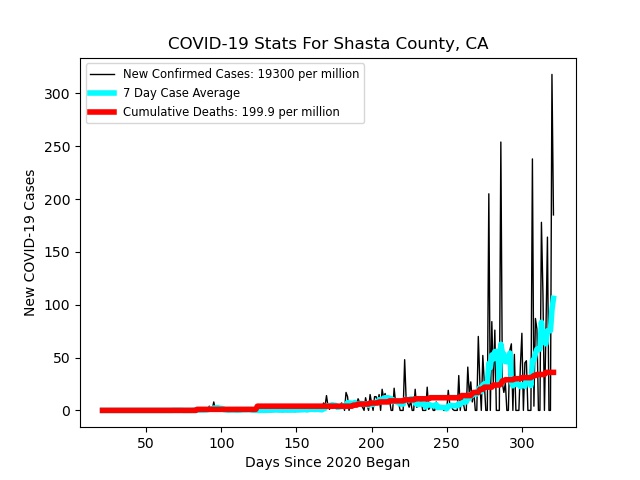 COVID-19 Stats For Shasta County, CA
New Confirmed Cases: 19300 per million
7 Day Case Average
Cumulative Deaths: 199.9 per million
New COVID-19 Cases
300
250
200
150
100
50
0
50 100 150 200 250 300
Days Since 2020 Began